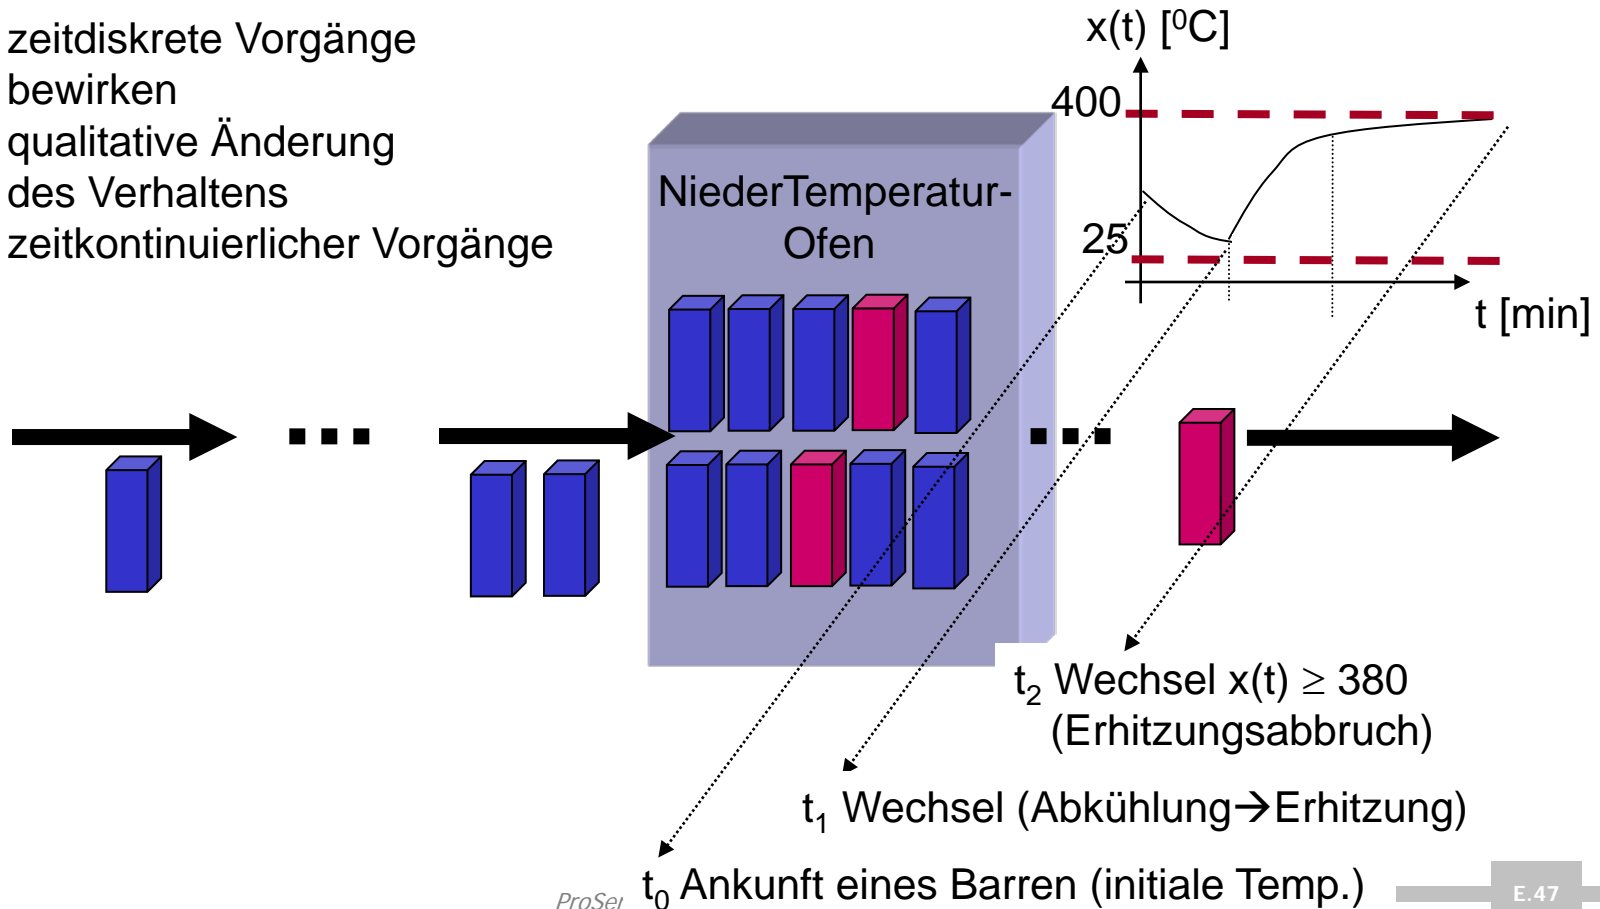 zeitdiskrete Vorgänge
bewirken
qualitative Änderung
des Verhaltens
zeitkontinuierlicher Vorgänge
x(t) [⁰C]
400
25
t [min]
NiederTemperatur-
Ofen
t₂ Wechsel x(t) ≥ 380
(Erhitzungsabbruch)
t₁ Wechsel (Abkühlung→Erhitzung)
t₀ Ankunft eines Barren (initiale Temp.)
ProSer
E.47